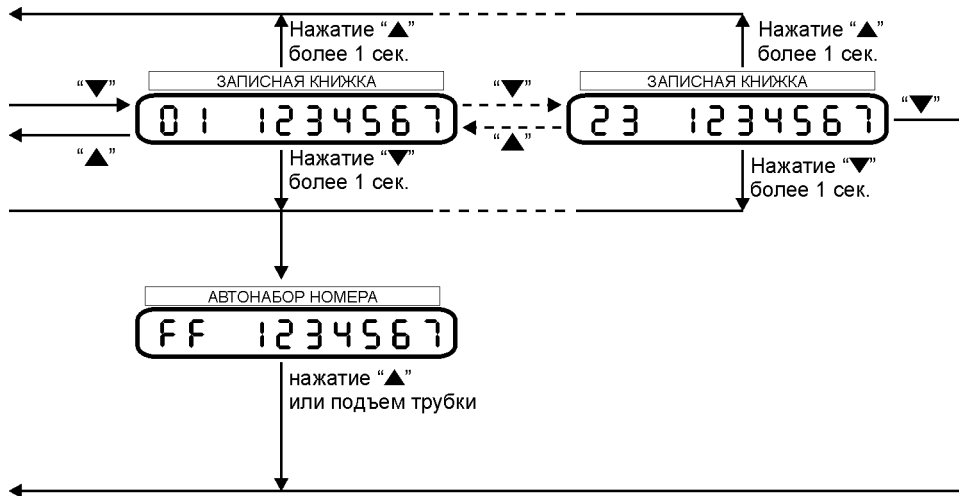 Нажатие “▲”
более 1 сек.
Нажатие “▲”
более 1 сек.
ЗАПИСНАЯ КНИЖКА
ЗАПИСНАЯ КНИЖКА
“▼”
01 1234567
“▼”
23 1234567
“▼”
“▲”
“▲”
Нажатие “▼”
более 1 сек.
Нажатие “▼”
более 1 сек.
АВТОНАБОР НОМЕРА
FF 1234567
нажатие “▲”
или подъем трубки